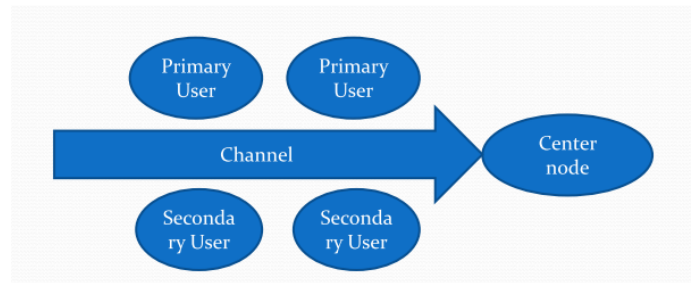 Primary
User
Primary
User
Channel
Center
node
Seconda
ry User
Seconda
ry User